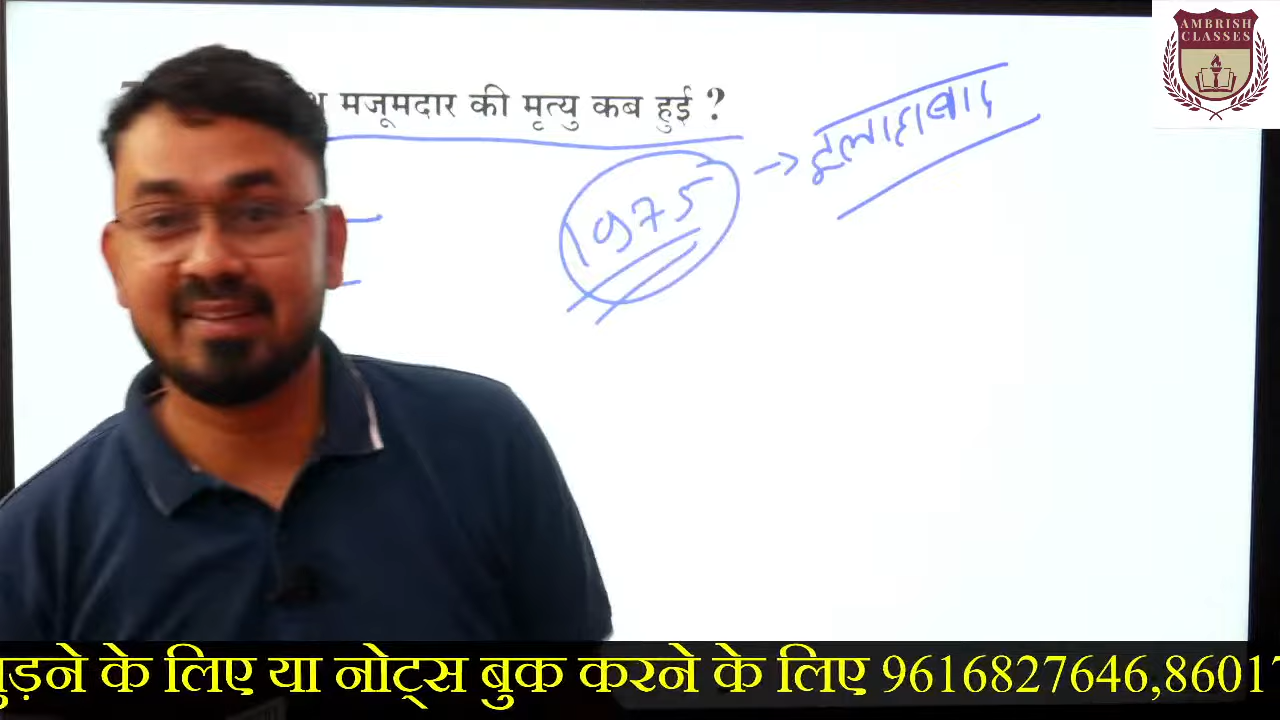 AMBRISH
CLASSES
मजूमदार की मृत्यु कब हुई ?
1975 → इलाहाबाद
के लिए या नोट्स बुक करने के लिए 9616827646,8601